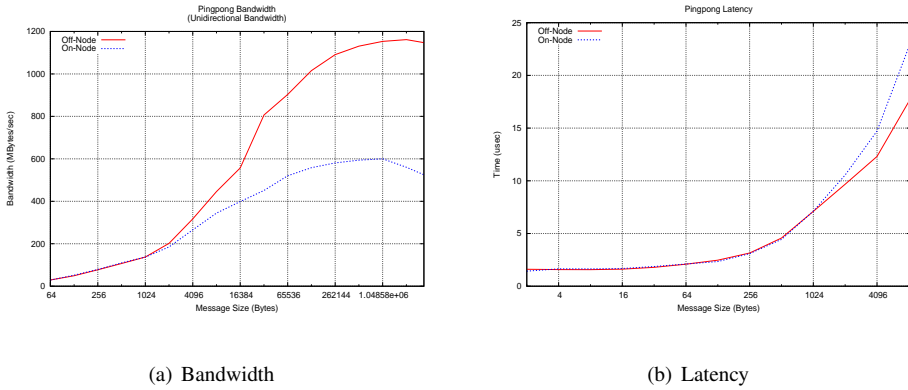 Pingpong Bandwidth
(Unidirectional Bandwidth)
Off-Node
On-Node
1200
1000
800
600
400
200
0
Bandwidth (MBytes/sec)
64 256 1024 4096 16384 65536 262144 1.04858e+06
Message Size (Bytes)
(a) Bandwidth
Pingpong Latency
Off-Node
On-Node
25
20
15
10
5
0
Time (usec)
4 16 64 256 1024 4096
Message Size (Bytes)
(b) Latency